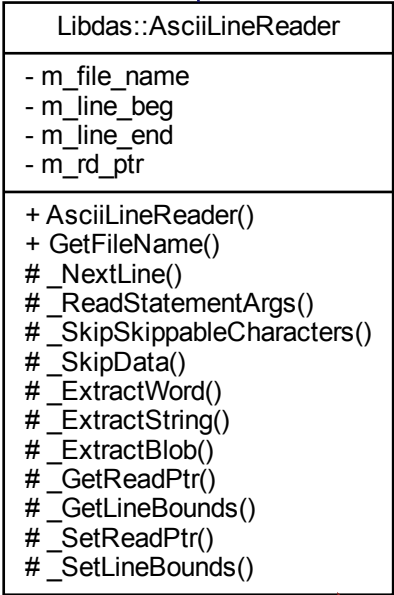 Libdas::AsciiLineReader
- m_file_name
- m_line_beg
- m_line_end
- m_rd_ptr
+ AsciiLineReader()
+ GetFileName()
# _NextLine()
# _ReadStatementArgs()
# _SkipSkippableCharacters()
# _SkipData()
# _ExtractWord()
# _ExtractString()
# _ExtractBlob()
# _GetReadPtr()
# _GetLineBounds()
# _SetReadPtr()
# _SetLineBounds()